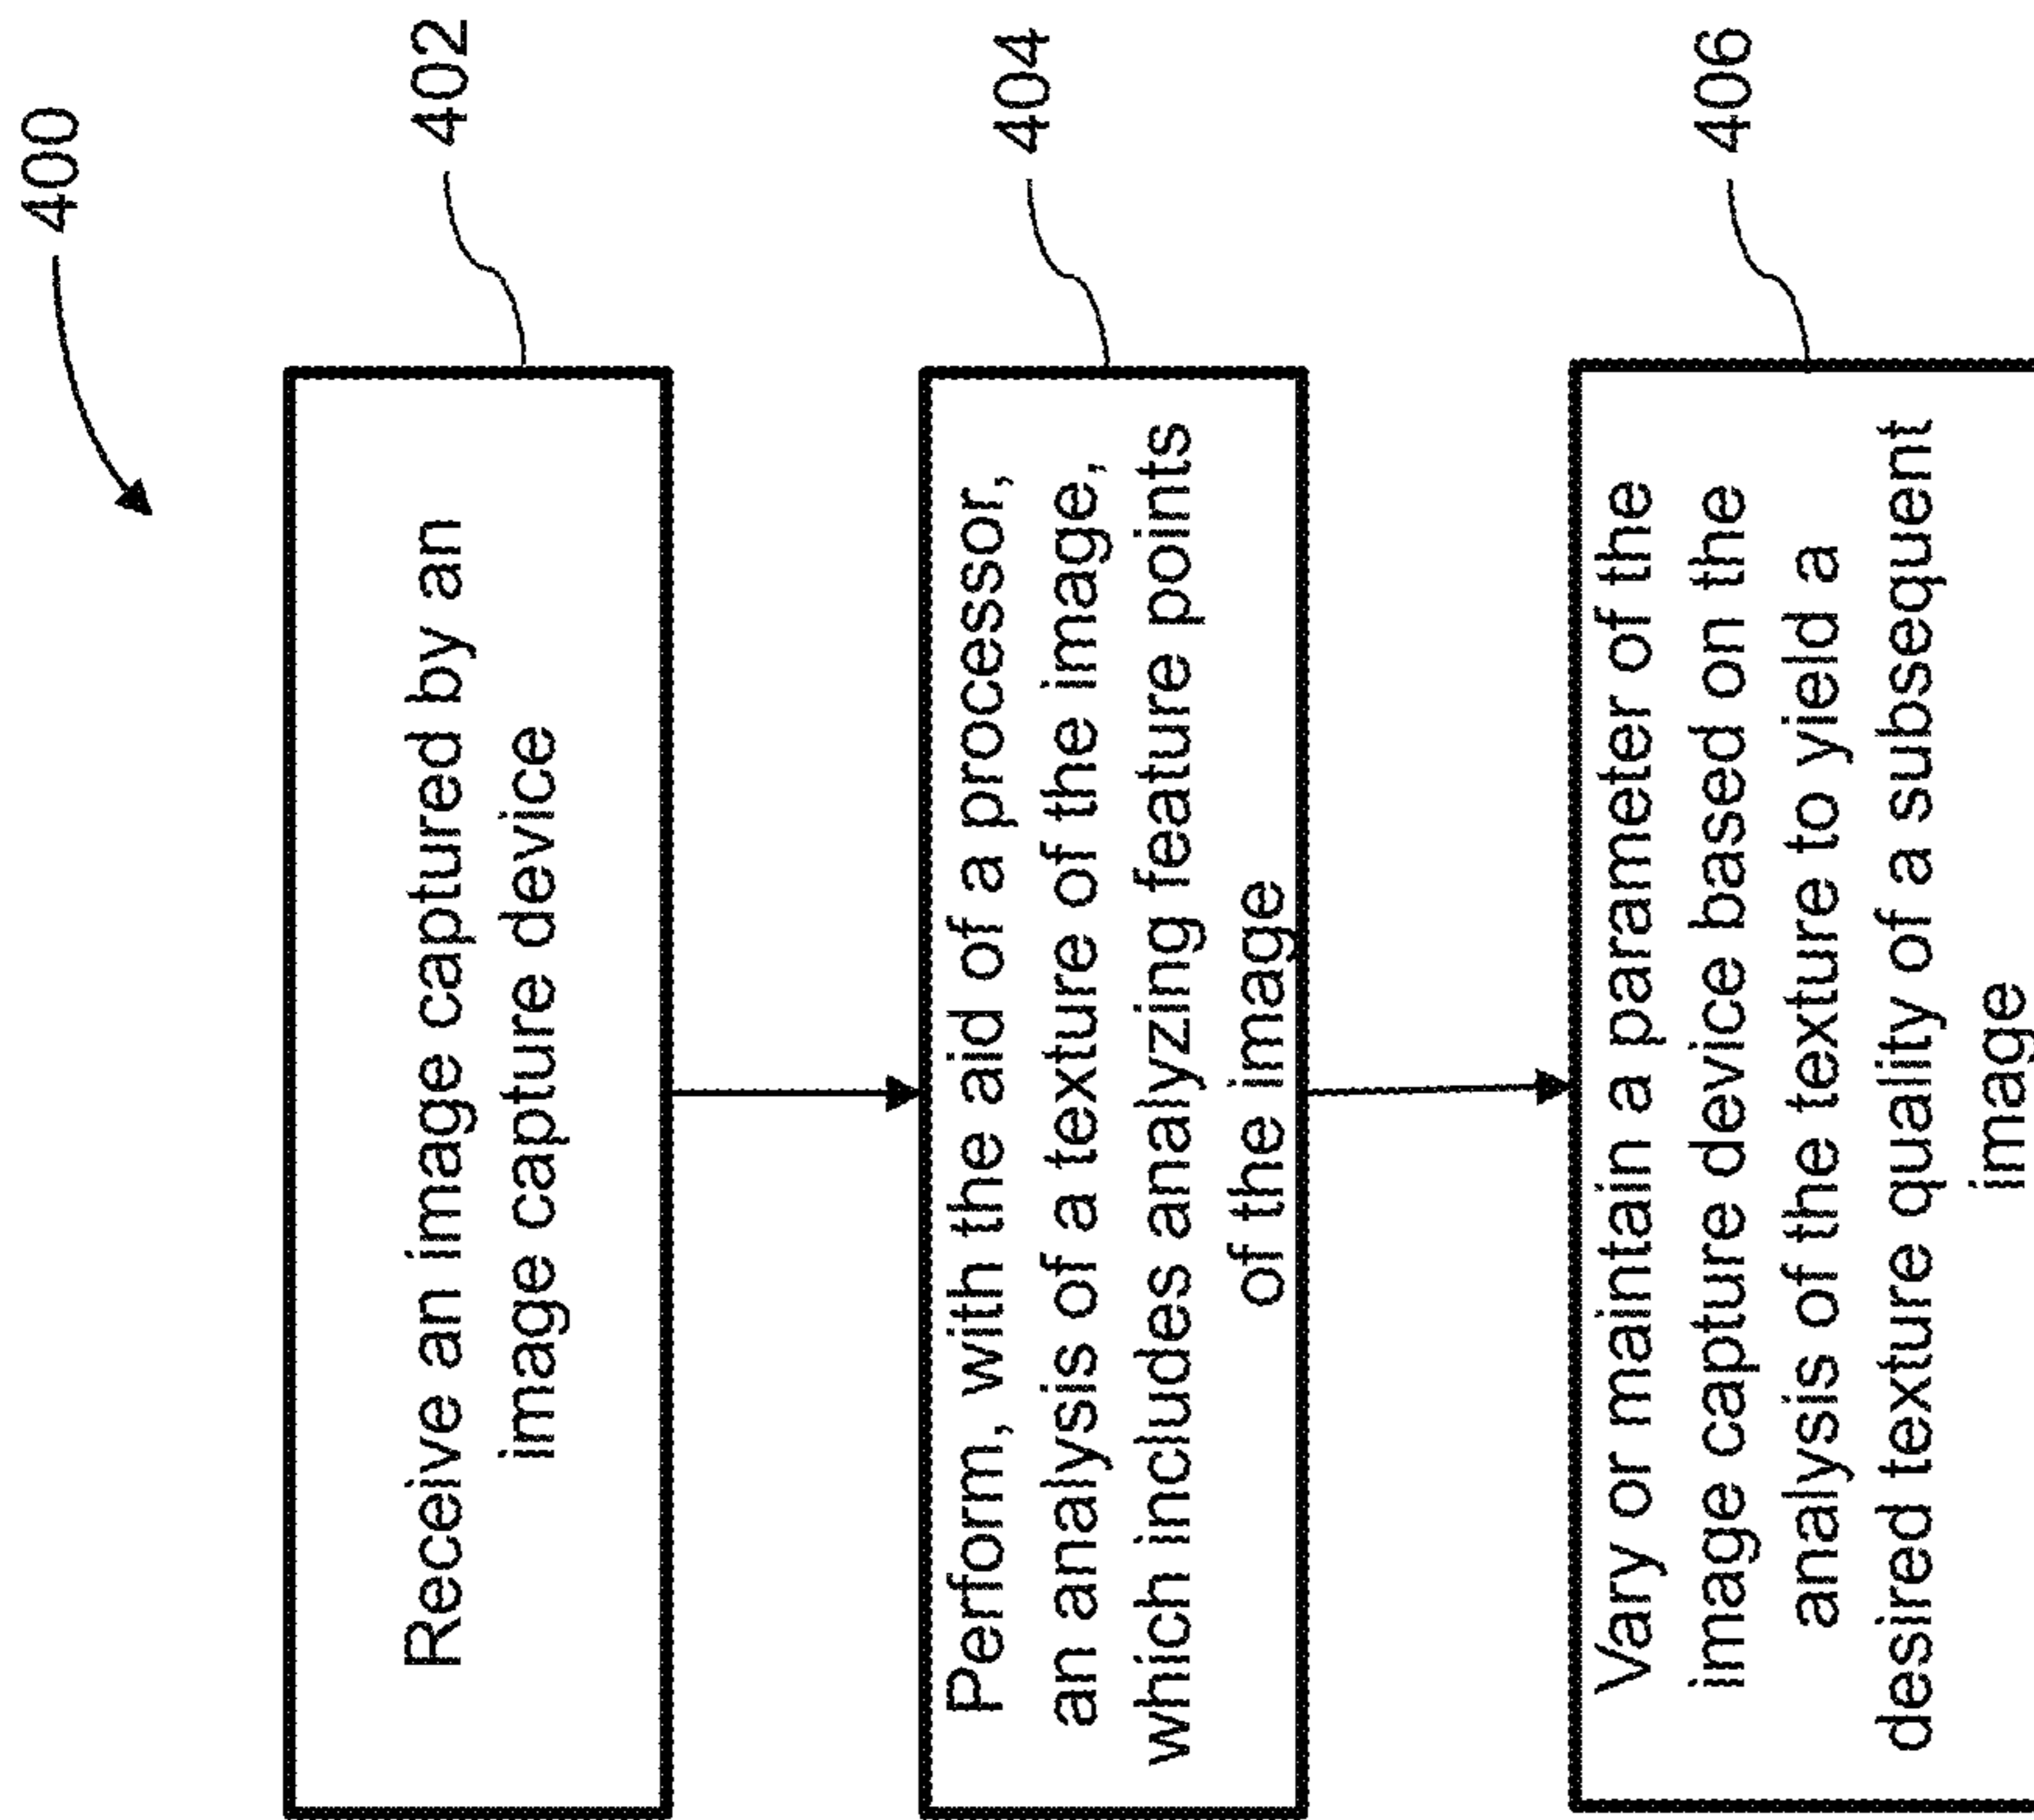 400
402
Receive an image captured by an
image capture device
404
Perform, with the aid of a processor,
an analysis of a texture of the image,
which includes analyzing feature points
of the image
406
Vary or maintain a parameter of the
image capture device based on the
analysis of the texture to yield a
desired texture quality of a subsequent
image